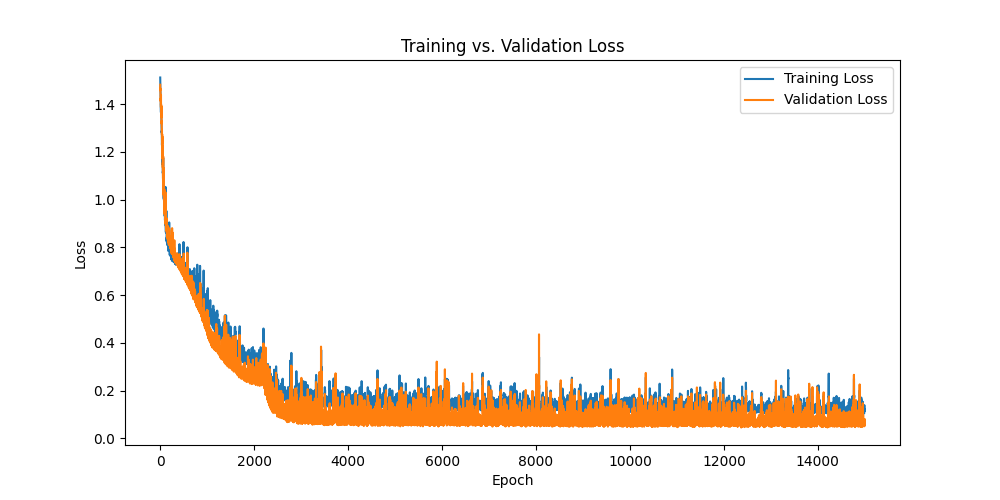 Training vs. Validation Loss
Training Loss
Validation Loss
Loss
1.4
1.2
1.0
0.8
0.6
0.4
0.2
0.0
0 2000 4000 6000 8000 10000 12000 14000
Epoch